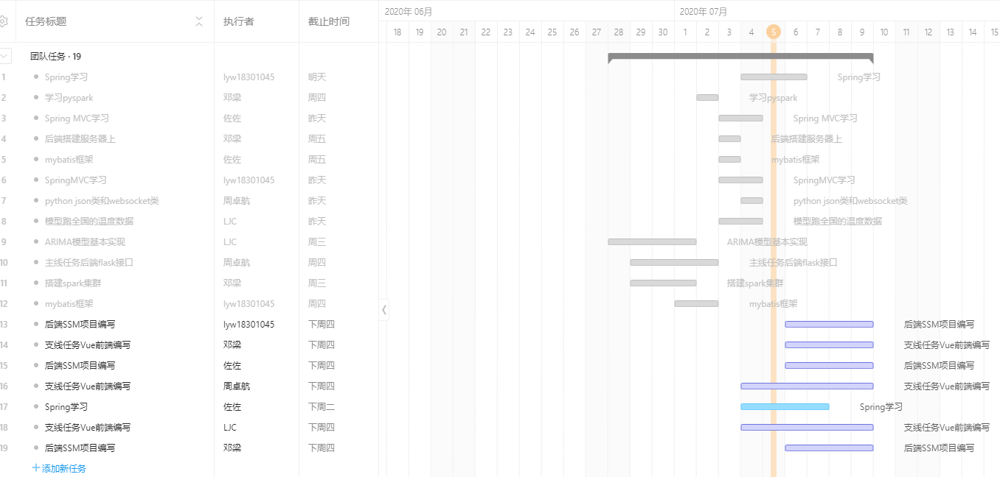 2020年 06月 2020年 07月
任务标题 执行者 截止时间
18 19 20 21 22 23 24 25 26 27 28 29 30 1 2 3 4 5 6 7 8 9 10 11 12 13 14 15
团队任务 · 19
1 Spring学习 lyw18301045 明天 Spring学习
2 学习pyspark 邓梁 周四 学习pyspark
3 Spring MVC学习 佐佐 昨天 Spring MVC学习
4 后端搭建服务器上 邓梁 周五 后端搭建服务器上
5 mybatis框架 佐佐 周五 mybatis框架
6 SpringMVC学习 lyw18301045 昨天 SpringMVC学习
7 python json类和websocket类 周卓航 昨天 python json类和websocket类
8 模型跑全国的温度数据 LJC 昨天 模型跑全国的温度数据
9 ARIMA模型基本实现 LJC 周三 ARIMA模型基本实现
10 主线任务后端flask接口 周卓航 周四 主线任务后端flask接口
11 搭建spark集群 邓梁 周三 搭建spark集群
12 mybatis框架 lyw18301045 周四 mybatis框架
13 后端SSM项目编写 lyw18301045 下周四 后端SSM项目编写
14 支线任务Vue前端编写 邓梁 下周四 支线任务Vue前端编写
15 后端SSM项目编写 佐佐 下周四 后端SSM项目编写
16 支线任务Vue前端编写 周卓航 下周四 支线任务Vue前端编写
17 Spring学习 佐佐 下周二 Spring学习
18 支线任务Vue前端编写 LJC 下周四 支线任务Vue前端编写
19 后端SSM项目编写 邓梁 下周四 后端SSM项目编写
+添加新任务